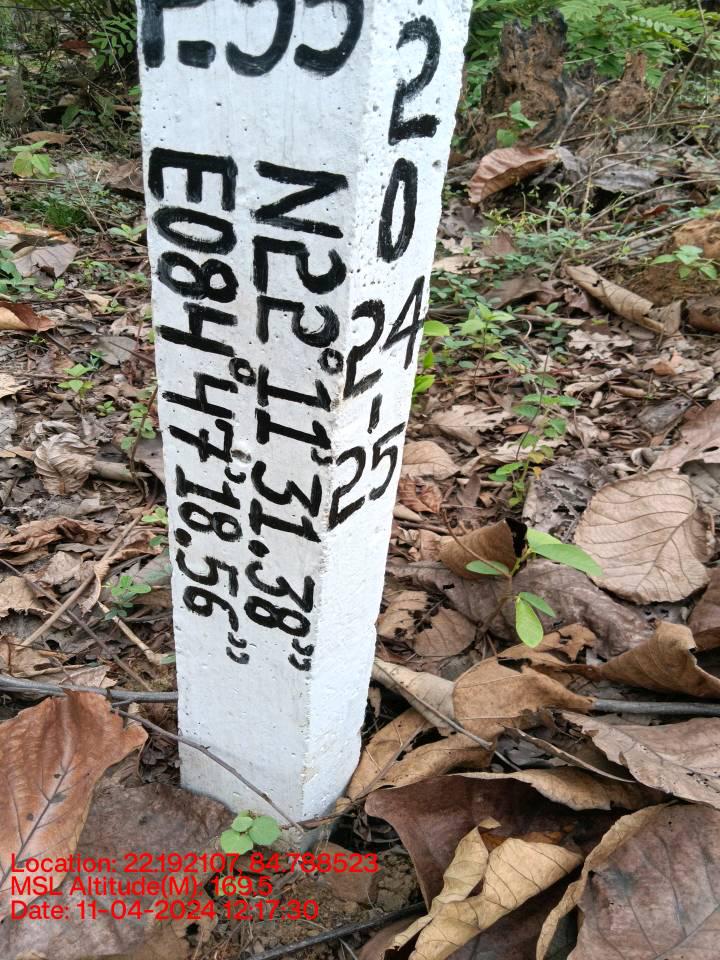 N22°11'31.38”
E084°47'18.56”
2024
-
25
Location: 22.192107, 84.788523
MSL Altitude(M): 169.5
Date: 11-04-2024 12:17:30